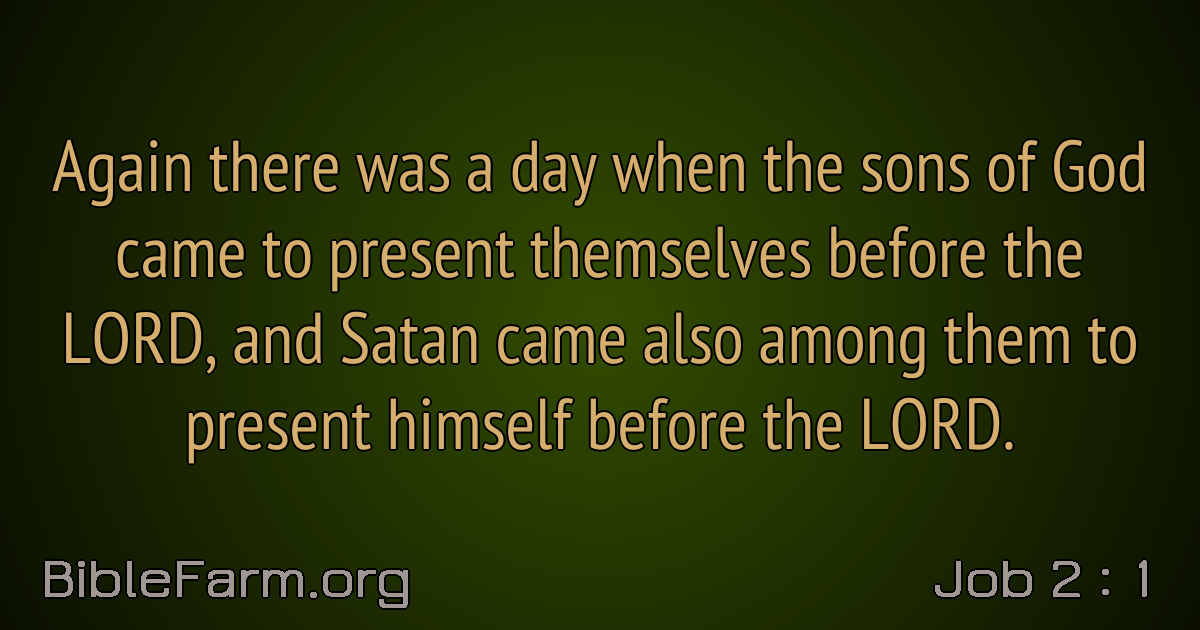 Again there was a day when the sons of God
came to present themselves before the
LORD, and Satan came also among them to
present himself before the LORD.
BibleFarm.org
Job 2 : 1